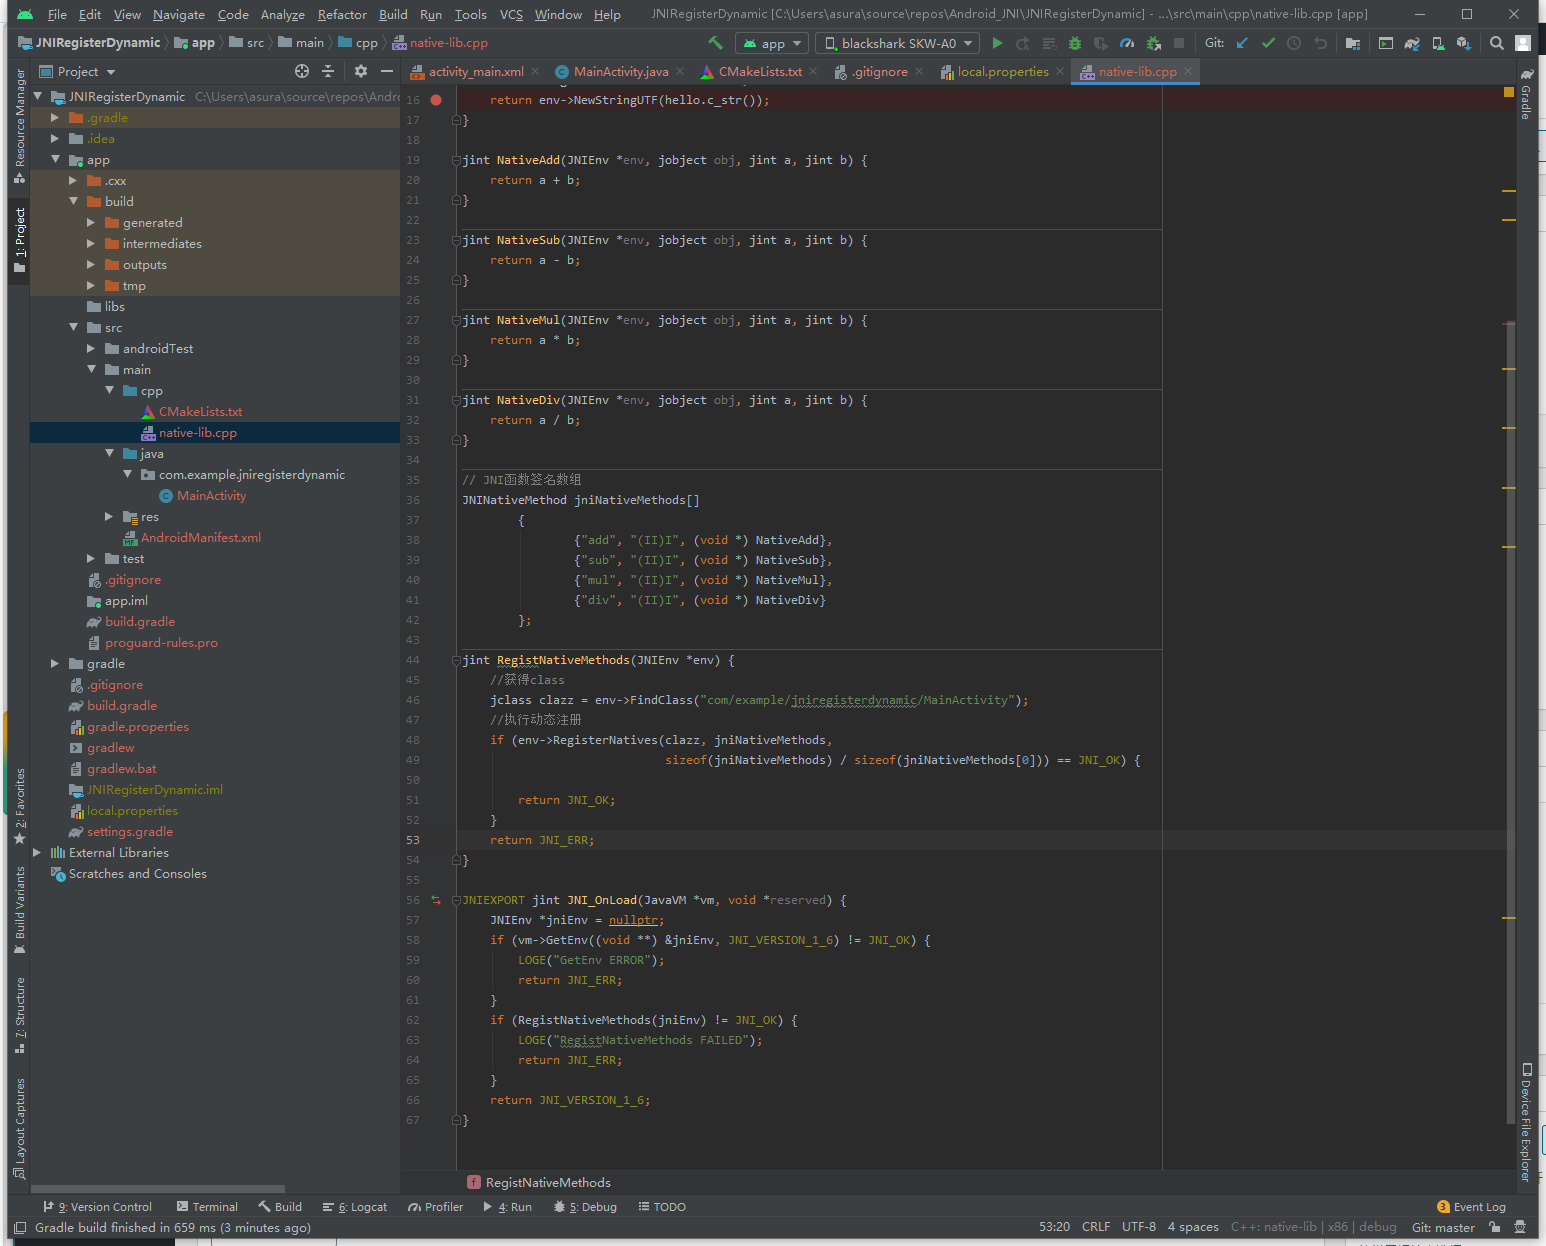 File Edit View Navigate Code Analyze Refactor Build Run Tools VCS Window Help JNIRegisterDynamic [C:\Users\asura\source\repos\Android_JNI\JNIRegisterDynamic] - ...\src\main\cpp\native-lib.cpp [app]
JNIRegisterDynamic app src main cpp native-lib.cpp app blackshark SKW-A0 Git:
Project activity_main.xml MainActivity.java CMakeLists.txt .gitignore local.properties native-lib.cpp
Resource Manager
1: Project
2: Favorites
Build Variants
7: Structure
Layout Captures
JNIRegisterDynamic C:\Users\asura\source\repos\Andro
.gradle
.idea
app
.cxx
build
generated
intermediates
outputs
tmp
libs
src
androidTest
main
cpp
CMakeLists.txt
native-lib.cpp
java
com.example.jniregisterdynamic
MainActivity
res
AndroidManifest.xml
test
.gitignore
app.iml
build.gradle
proguard-rules.pro
gradle
.gitignore
build.gradle
gradle.properties
gradlew
gradlew.bat
JNIRegisterDynamic.iml
local.properties
settings.gradle
External Libraries
Scratches and Consoles
16 return env->NewStringUTF(hello.c_str());
17 }
18
19 jint NativeAdd(JNIEnv *env, jobject obj, jint a, jint b) {
20 return a + b;
21 }
22
23 jint NativeSub(JNIEnv *env, jobject obj, jint a, jint b) {
24 return a - b;
25 }
26
27 jint NativeMul(JNIEnv *env, jobject obj, jint a, jint b) {
28 return a * b;
29 }
30
31 jint NativeDiv(JNIEnv *env, jobject obj, jint a, jint b) {
32 return a / b;
33 }
34
35 // JNI函数签名数组
36 JNINativeMethod jniNativeMethods[]
37 {
38 {"add", "(II)I", (void *) NativeAdd},
39 {"sub", "(II)I", (void *) NativeSub},
40 {"mul", "(II)I", (void *) NativeMul},
41 {"div", "(II)I", (void *) NativeDiv}
42 };
43
44 jint RegistNativeMethods(JNIEnv *env) {
45 //获得class
46 jclass clazz = env->FindClass("com/example/jniregisterdynamic/MainActivity");
47 //执行动态注册
48 if (env->RegisterNatives(clazz, jniNativeMethods,
49 sizeof(jniNativeMethods) / sizeof(jniNativeMethods[0])) == JNI_OK) {
50
51 return JNI_OK;
52 }
53 return JNI_ERR;
54 }
55
56 JNIEXPORT jint JNI_OnLoad(JavaVM *vm, void *reserved) {
57 JNIEnv *jniEnv = nullptr;
58 if (vm->GetEnv((void **) &jniEnv, JNI_VERSION_1_6) != JNI_OK) {
59 LOGE("GetEnv ERROR");
60 return JNI_ERR;
61 }
62 if (RegistNativeMethods(jniEnv) != JNI_OK) {
63 LOGE("RegistNativeMethods FAILED");
64 return JNI_ERR;
65 }
66 return JNI_VERSION_1_6;
67 }
f RegistNativeMethods
Gradle
Device File Explorer
9: Version Control Terminal Build 6: Logcat Profiler 4: Run 5: Debug TODO 3 Event Log
Gradle build finished in 659 ms (3 minutes ago) 53:20 CRLF UTF-8 4 spaces C++: native-lib | x86 | debug Git: master